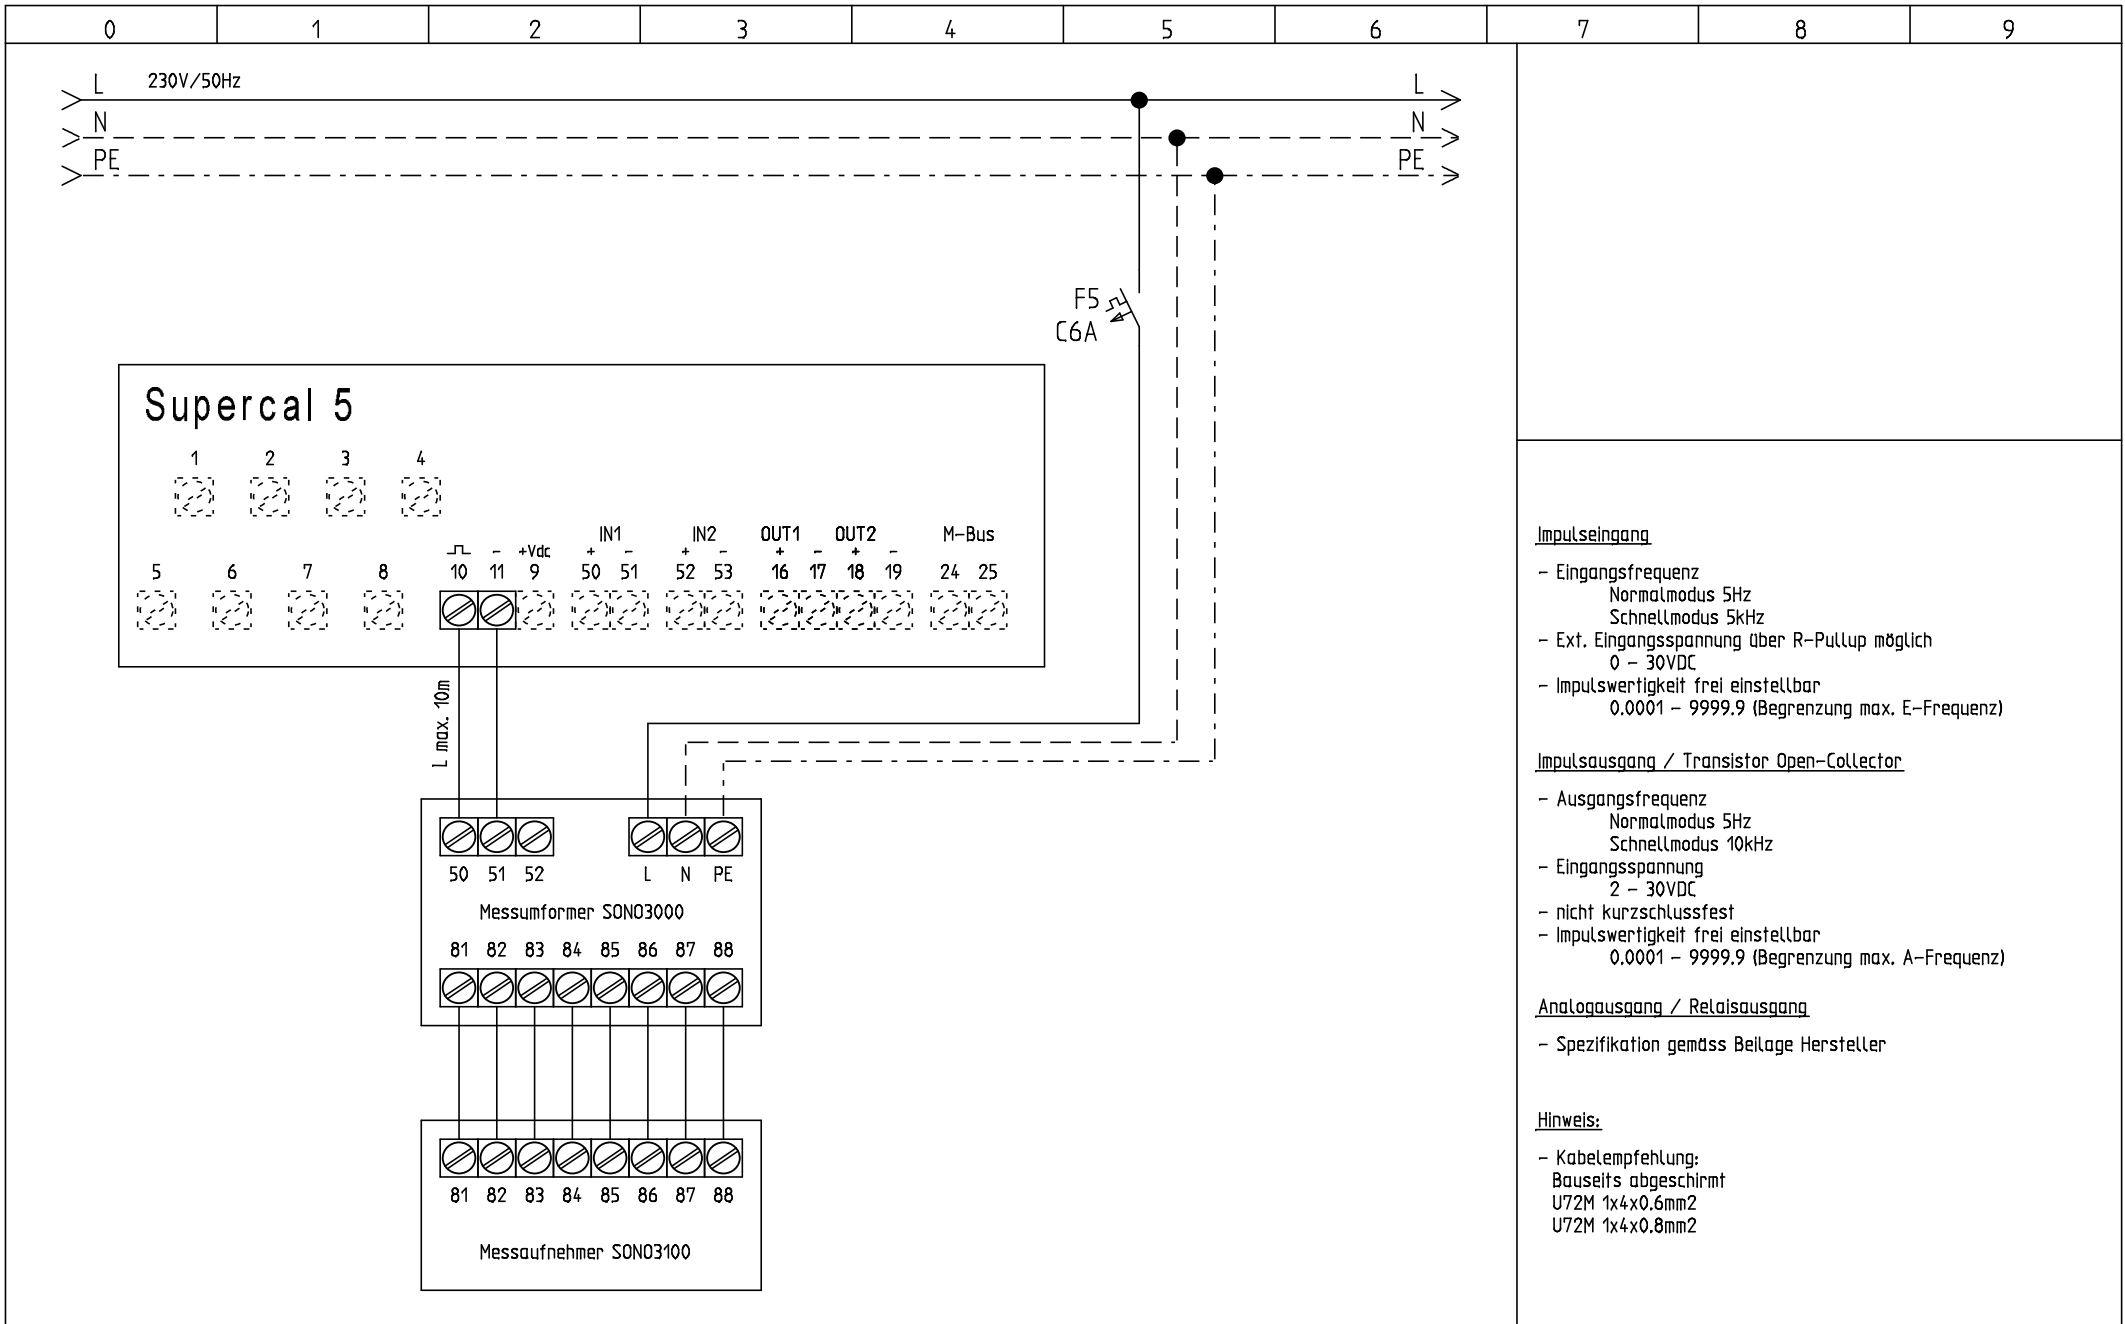 0 1 2 3 4 5 6 7 8 9
L 230V/50Hz L
N N
PE PE
F5
C6A
Supercal 5
1 2 3 4
IN1 IN2 OUT1 OUT2 M-Bus
- +Vdc + - + - + - + -
5 6 7 8 10 11 9 50 51 52 53 16 17 18 19 24 25
L max. 10m
50 51 52 L N PE
Messumformer SONO3000
81 82 83 84 85 86 87 88
81 82 83 84 85 86 87 88
Messaufnehmer SONO3100
Impulseingang
- Eingangsfrequenz
Normalmodus 5Hz
Schnellmodus 5kHz
- Ext. Eingangsspannung über R-Pullup möglich
0 - 30VDC
- Impulswertigkeit frei einstellbar
0.0001 - 9999.9 (Begrenzung max. E-Frequenz)
Impulsausgang / Transistor Open-Collector
- Ausgangsfrequenz
Normalmodus 5Hz
Schnellmodus 10kHz
- Eingangsspannung
2 - 30VDC
- nicht kurzschlussfest
- Impulswertigkeit frei einstellbar
0.0001 - 9999.9 (Begrenzung max. A-Frequenz)
Analogausgang / Relaisausgang
- Spezifikation gemäss Beilage Hersteller
Hinweis:
- Kabelempfehlung:
Bauseits abgeschirmt
U72M 1x4x0.6mm2
U72M 1x4x0.8mm2